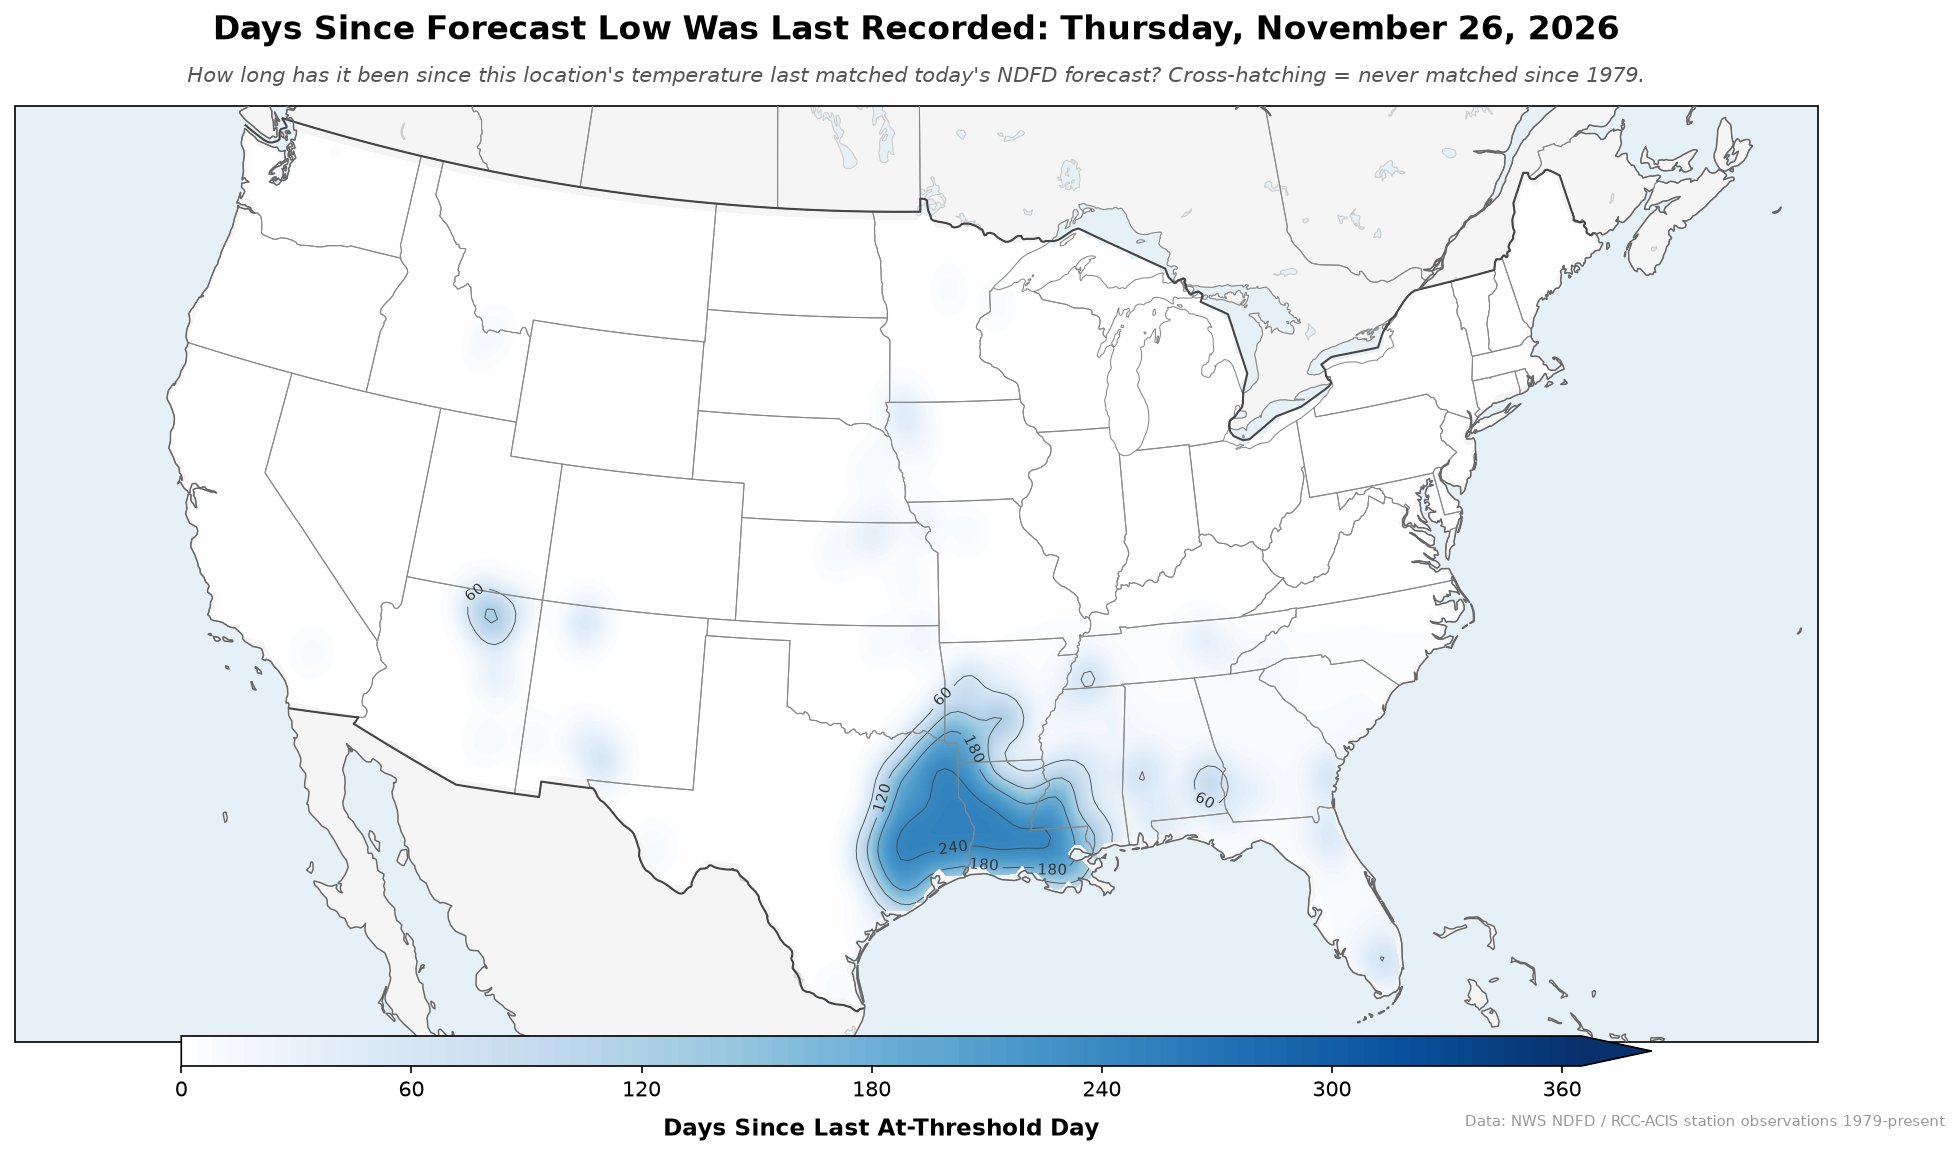 Days Since Forecast Low Was Last Recorded: Thursday, November 26, 2026
How long has it been since this location's temperature last matched today's NDFD forecast? Cross-hatching = never matched since 1979.
60
60
180
120
60
240
180
180
0 60 120 180 240 300 360
Days Since Last At-Threshold Day
Data: NWS NDFD / RCC-ACIS station observations 1979-present